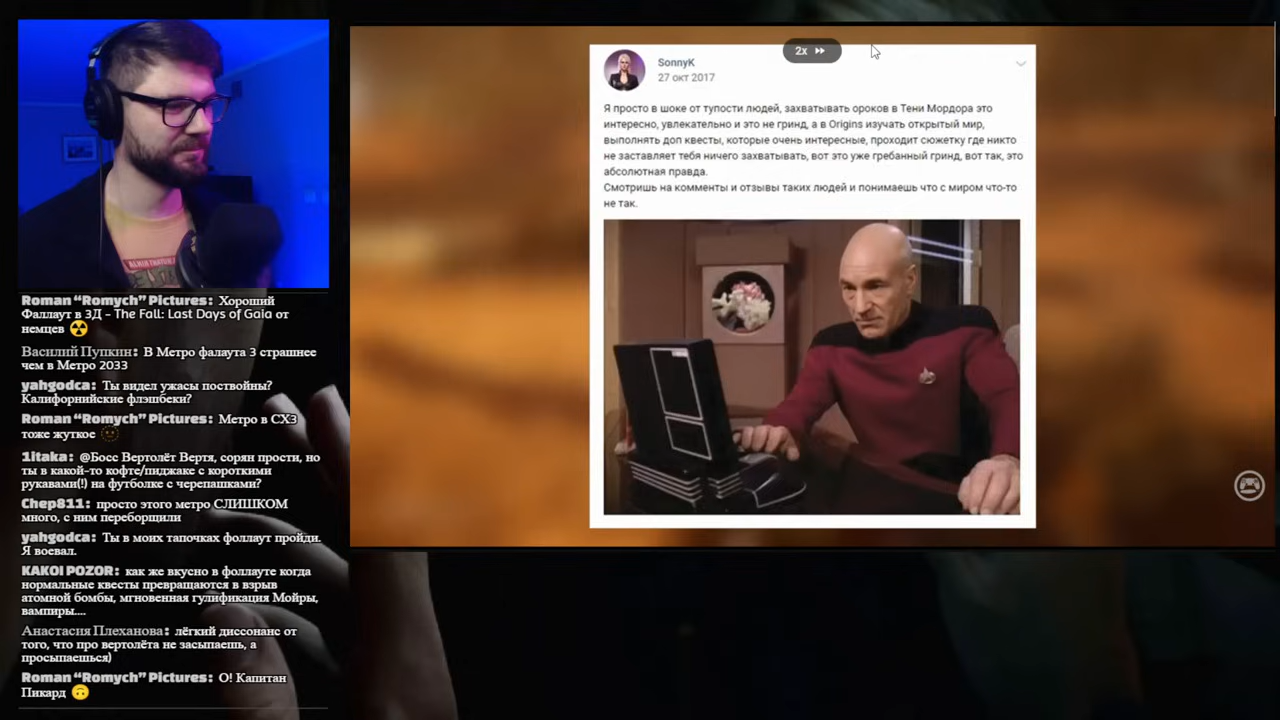 2x
SonnyK
27 окт 2017
Я просто в шоке от тупости людей, захватывать ороков в Тени Мордора это
интересно, увлекательно и это не гринд, а в Origins изучать открытый мир,
выполнять доп квесты, которые очень интересные, проходит сюжетку где никто
не заставляет тебя ничего захватывать, вот это уже гребанный гринд, вот так, это
абсолютная правда.
Смотришь на комменты и отзывы таких людей и понимаешь что с миром что-то
не так.
Roman “Romych” Pictures: Хороший
Фаллаут в 3Д - The Fall: Last Days of Gaia от
немцев ☢️
Василий Пупкин: В Метро фалаута 3 страшнее
чем в Метро 2033
yahgodca: Ты видел ужасы поствойны?
Калифорнийские флэшбеки?
Roman “Romych” Pictures: Метро в СХ3
тоже жуткое
1itaka: @Босс Вертолёт Вертя, сорян прости, но
ты в какой-то кофте/пиджаке с короткими
рукавами(!) на футболке с черепашками?
Chep811: просто этого метро СЛИШКОМ
много, с ним переборщили
yahgodca: Ты в моих тапочках фоллаут пройди.
Я воевал.
KAKOI POZOR: как же вкусно в фоллауте когда
нормальные квесты превращаются в взрыв
атомной бомбы, мгновенная гулификация Мойры,
вампиры....
Анастасия Плеханова: лёгкий диссонанс от
того, что про вертолёта не засыпаешь, а
просыпаешься)
Roman “Romych” Pictures: О! Капитан
Пикард 🙃